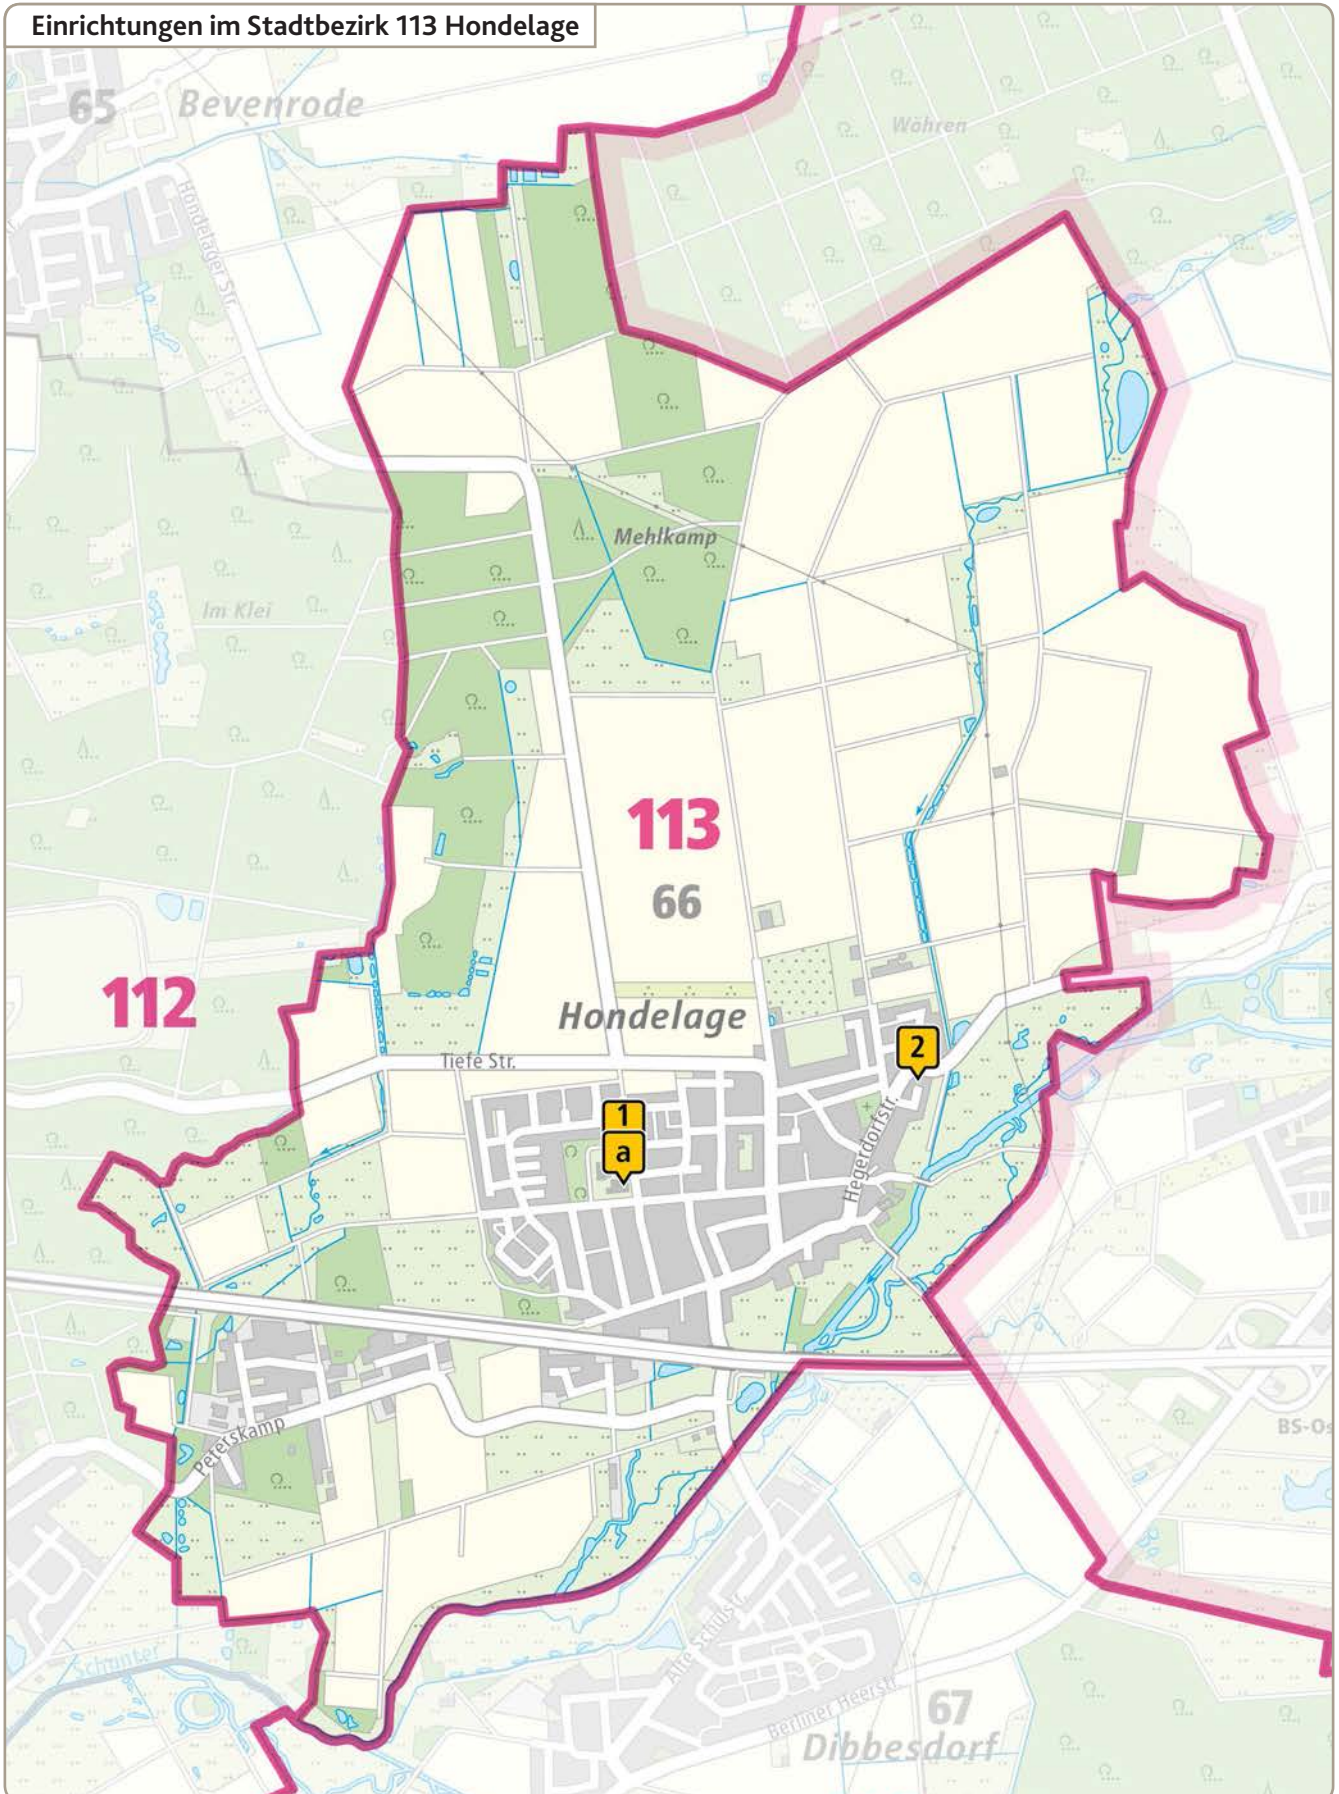 Einrichtungen im Stadtbezirk 113 Hondelage
65
Bevenrode
Wöhren
Hondelager Str.
Mehlkamp
Im Klei
113
66
112
Hondelage
Tiefe Str.
2
1
a
Hegerdorfstr.
Peterskamp
BS-Os
Alte Schulstr.
Schunter
Berliner Heerstr.
67
Dibbesdorf